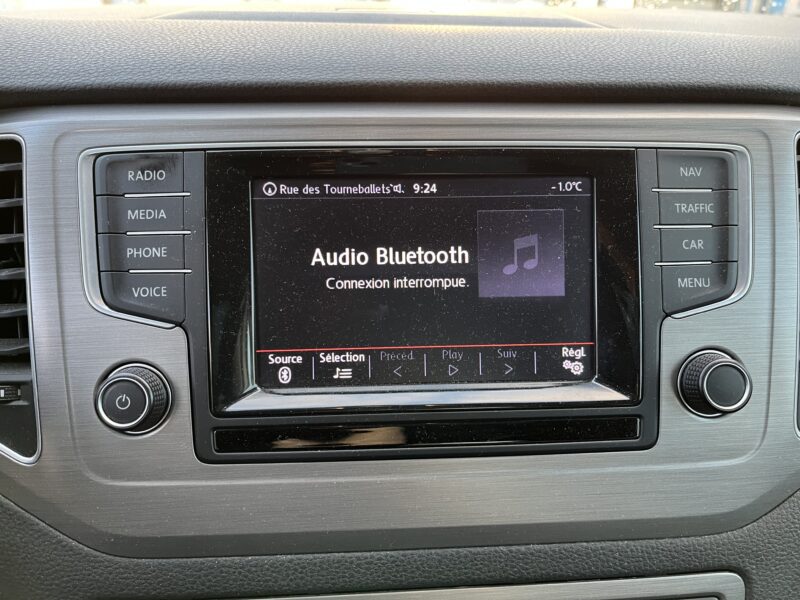 RADIO
MEDIA
PHONE
VOICE
Rue des Tourneballets 9:24 -1.0°C
Audio Bluetooth
Connexion interrompue.
Source Sélection Précéd. Play Suiv. Régl.
NAV
TRAFFIC
CAR
MENU